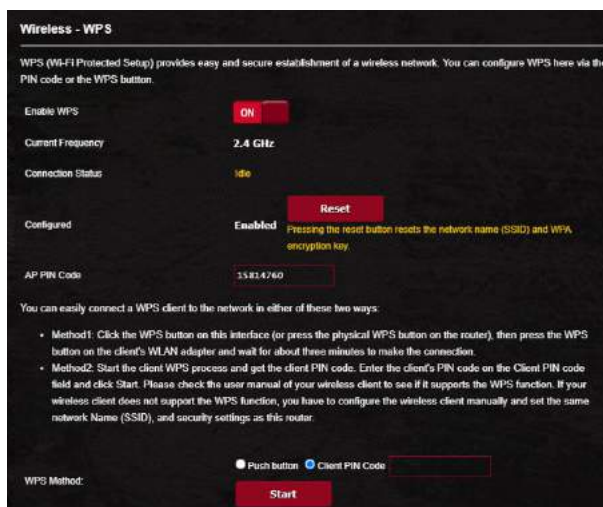 Wireless - WPS
WPS (Wi-Fi Protected Setup) provides easy and secure establishment of a wireless network. You can configure WPS here via the
PIN code or the WPS buttton.
Enable WPS ON
Current Frequency 2.4 GHz
Connection Status Idle
Reset
Configured Enabled Pressing the reset button resets the network name (SSID) and WPA
encryption key.
AP PIN Code 15814760
You can easily connect a WPS client to the network in either of these two ways:
• Method1: Click the WPS button on this interface (or press the physical WPS button on the router), then press the WPS
button on the client's WLAN adapter and wait for about three minutes to make the connection.
• Method2: Start the client WPS process and get the client PIN code. Enter the client's PIN code on the Client PIN code
field and click Start. Please check the user manual of your wireless client to see if it supports the WPS function. If your
wireless client does not support the WPS function, you have to configure the wireless client manually and set the same
network Name (SSID), and security settings as this router.
Push button Client PIN Code
WPS Method:
Start